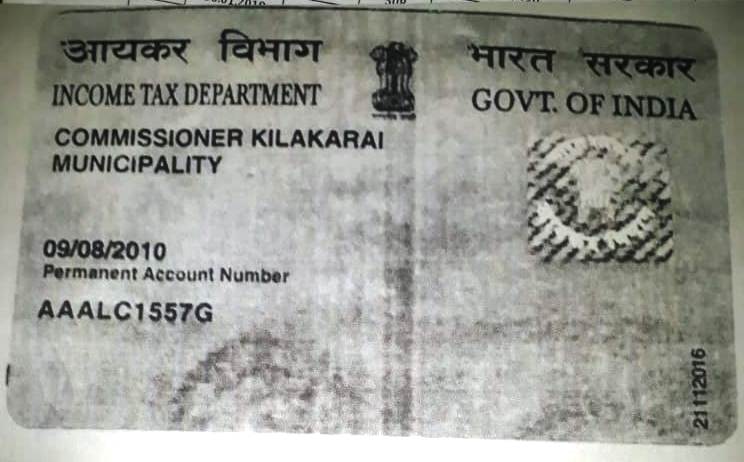 आयकर विभाग
भारत सरकार
INCOME TAX DEPARTMENT
GOVT. OF INDIA
COMMISSIONER KILAKARAI
MUNICIPALITY
09/08/2010
Permanent Account Number
AAALC1557G
21112016